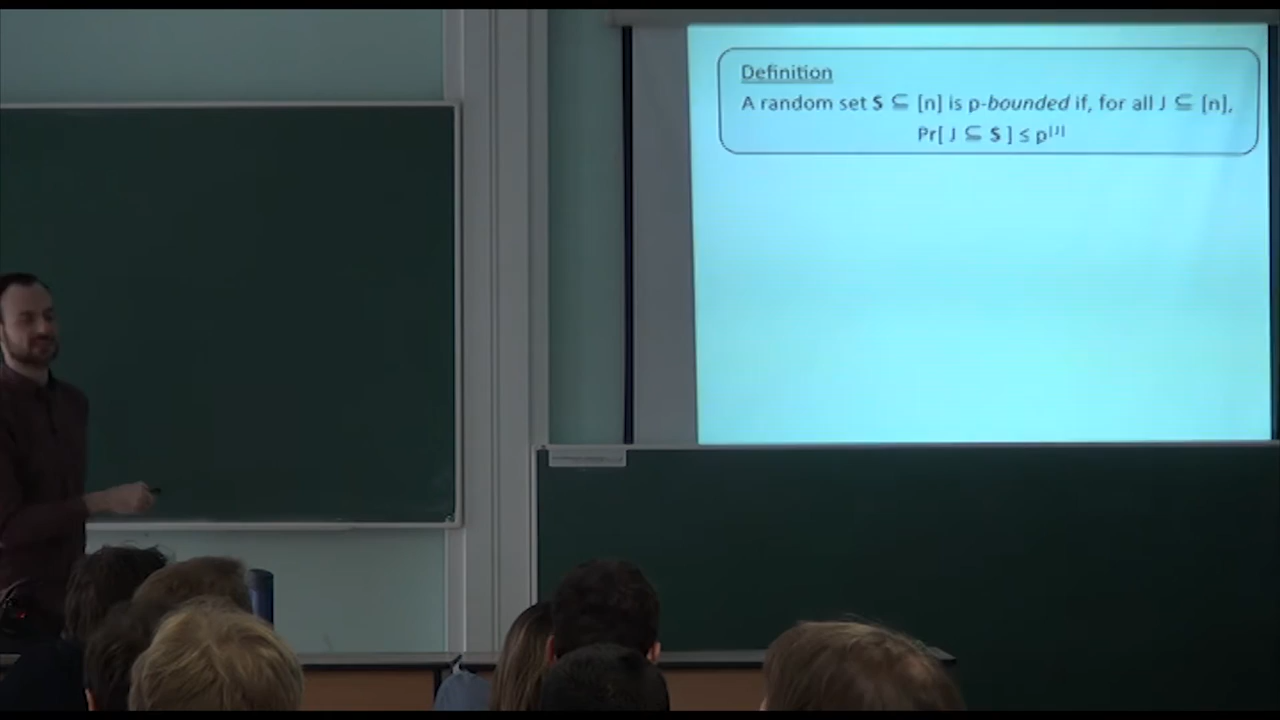 Definition
A random set S ⊆ [n] is p-bounded if, for all J ⊆ [n],
Pr[ J ⊆ S ] ≤ p^|J|